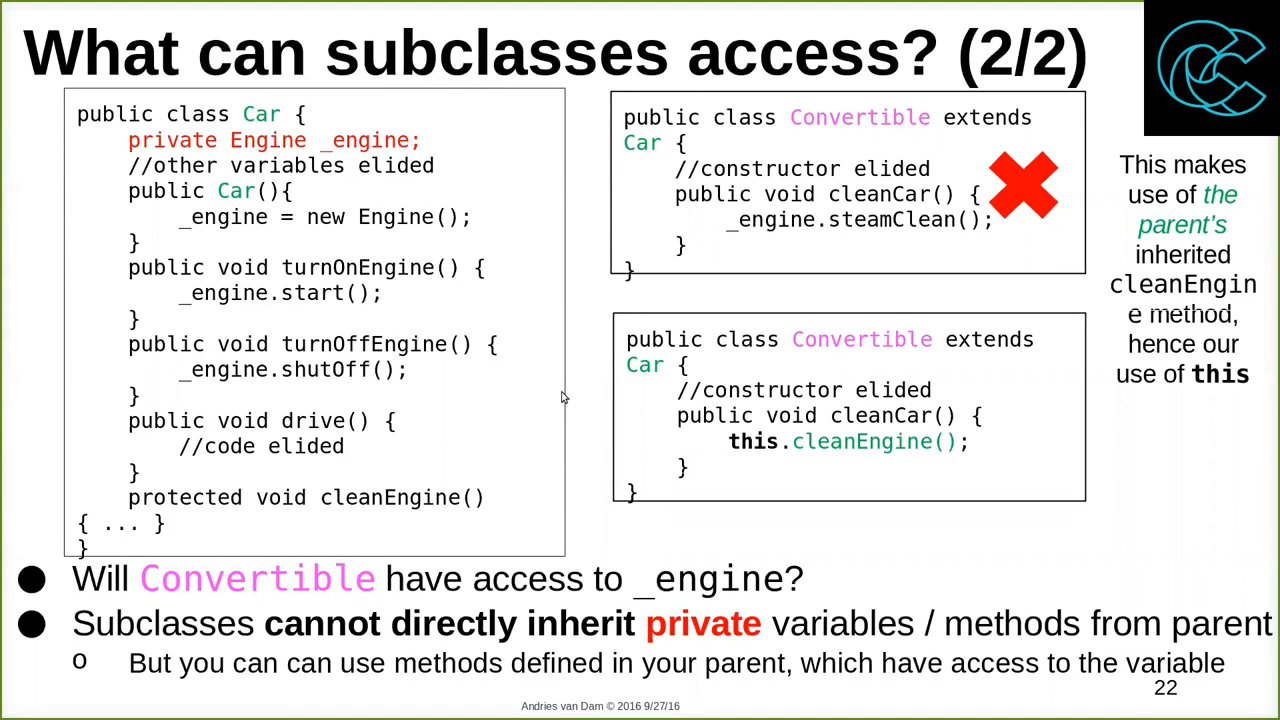 What can subclasses access? (2/2)
public class Car {
private Engine _engine;
//other variables elided
public Car(){
_engine = new Engine();
}
public void turnOnEngine() {
_engine.start();
}
public void turnOffEngine() {
_engine.shutOff();
}
public void drive() {
//code elided
}
protected void cleanEngine()
{ ... }
}
public class Convertible extends
Car {
//constructor elided
public void cleanCar() {
_engine.steamClean();
}
}
public class Convertible extends
Car {
//constructor elided
public void cleanCar() {
this.cleanEngine();
}
}
This makes
use of the
parent's
inherited
cleanEngin
e method,
hence our
use of this
● Will Convertible have access to _engine?
● Subclasses cannot directly inherit private variables / methods from parent
o But you can can use methods defined in your parent, which have access to the variable
22
Andries van Dam © 2016 9/27/16